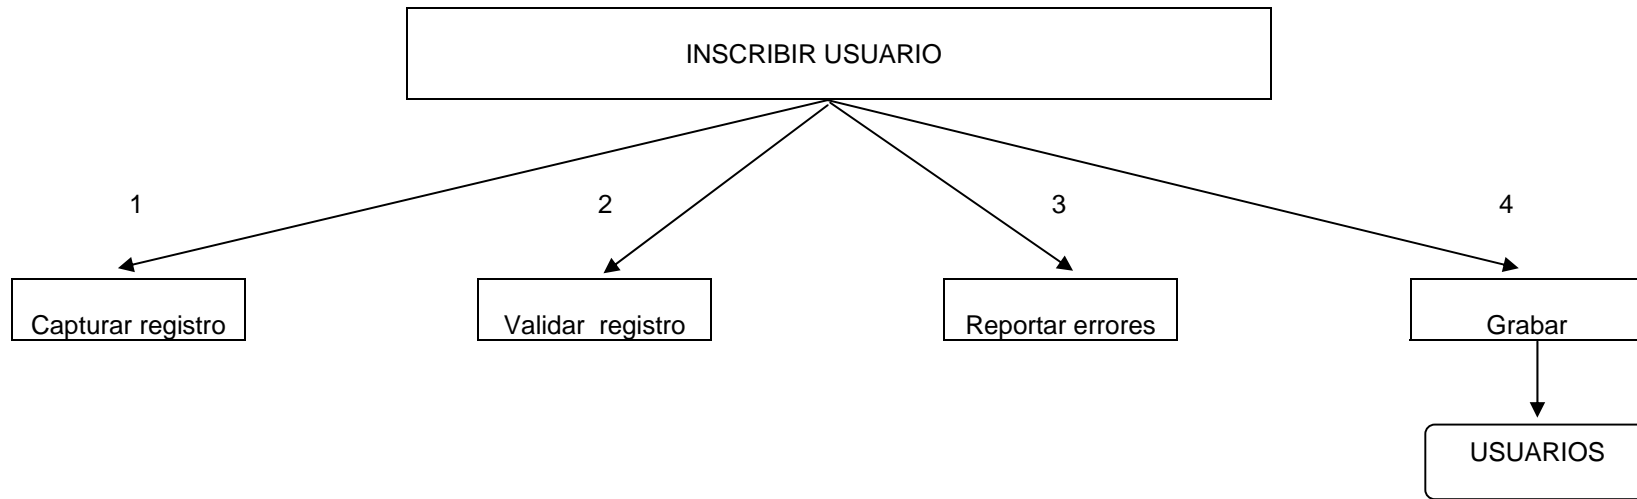 INSCRIBIR USUARIO
1
2
3
4
Capturar registro
Validar  registro
Reportar errores
Grabar
USUARIOS